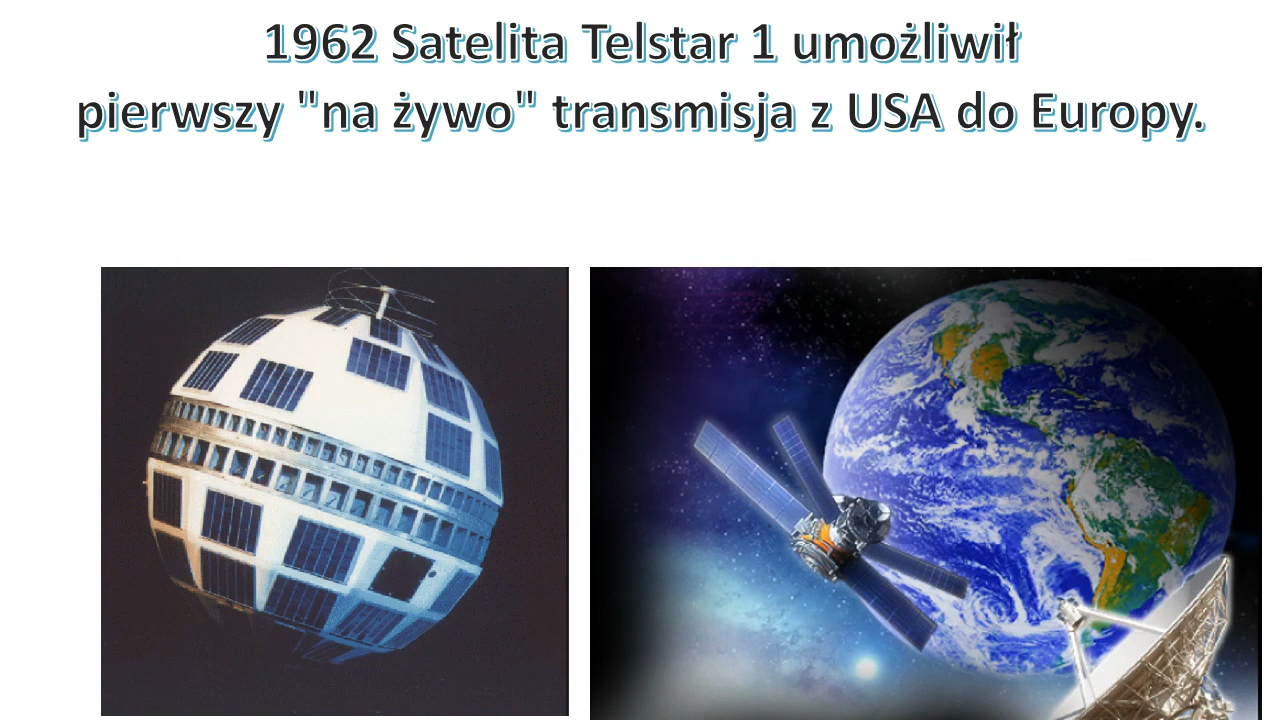 1962 Satelita Telstar 1 umożliwił
pierwszy "na żywo" transmisja z USA do Europy.